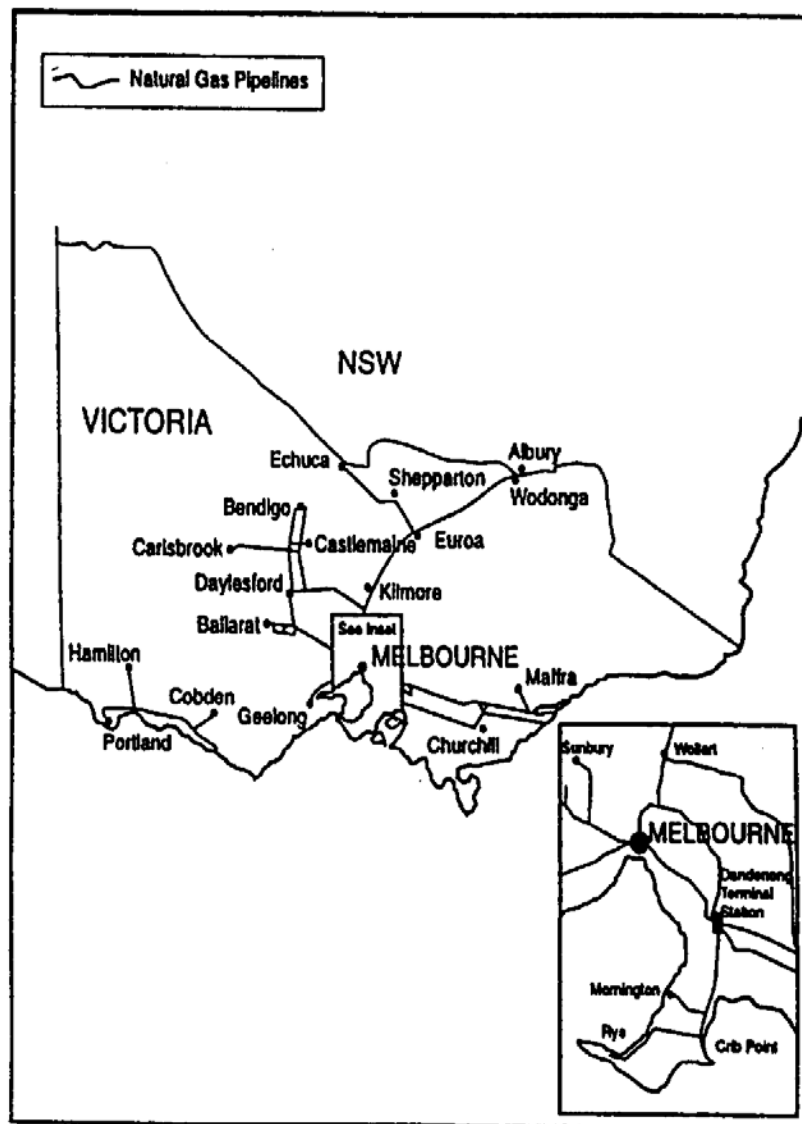 Natural Gas Pipelines
NSW
VICTORIA
Echuca
Albury
Shepparton
Wodonga
Bendigo
Carisbrook
Castlemaine
Euroa
Daylesford
Kilmore
Ballarat
See Inset
Hamilton
MELBOURNE
Maffra
Cobden
Geelong
Portland
Churchill
Sunbury
Wollert
MELBOURNE
Dandenong
Terminal
Station
Mornington
Rye
Crib Point